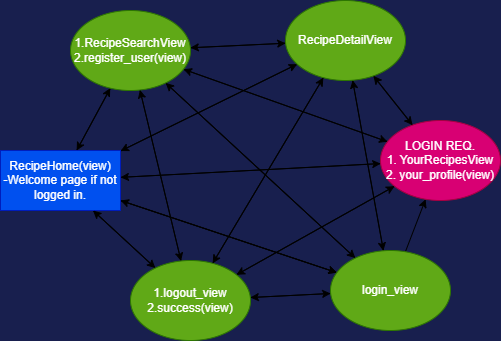 1.RecipeSearchView
2.register_user(view)
RecipeDetailView
LOGIN REQ.
1. YourRecipesView
2. your_profile(view)
RecipeHome(view)
-Welcome page if not
logged in.
1.logout_view
2.success(view)
login_view